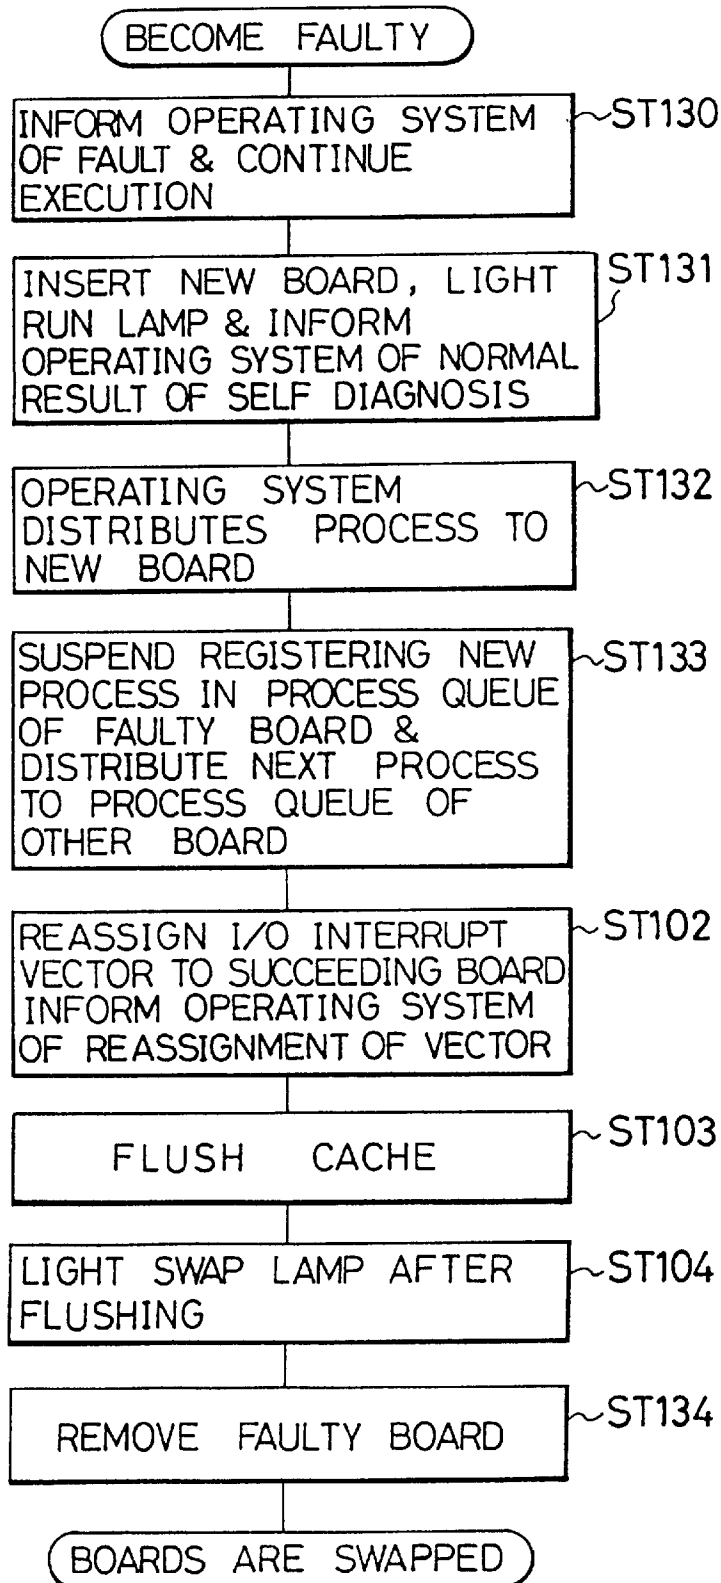 BECOME FAULTY
INFORM OPERATING SYSTEM
OF FAULT & CONTINUE
EXECUTION
ST130
INSERT NEW BOARD, LIGHT
RUN LAMP & INFORM
OPERATING SYSTEM OF NORMAL
RESULT OF SELF DIAGNOSIS
ST131
OPERATING SYSTEM
DISTRIBUTES PROCESS TO
NEW BOARD
ST132
SUSPEND REGISTERING NEW
PROCESS IN PROCESS QUEUE
OF FAULTY BOARD &
DISTRIBUTE NEXT PROCESS
TO PROCESS QUEUE OF
OTHER BOARD
ST133
REASSIGN I/O INTERRUPT
VECTOR TO SUCCEEDING BOARD
INFORM OPERATING SYSTEM
OF REASSIGNMENT OF VECTOR
ST102
FLUSH CACHE
ST103
LIGHT SWAP LAMP AFTER
FLUSHING
ST104
REMOVE FAULTY BOARD
ST134
BOARDS ARE SWAPPED